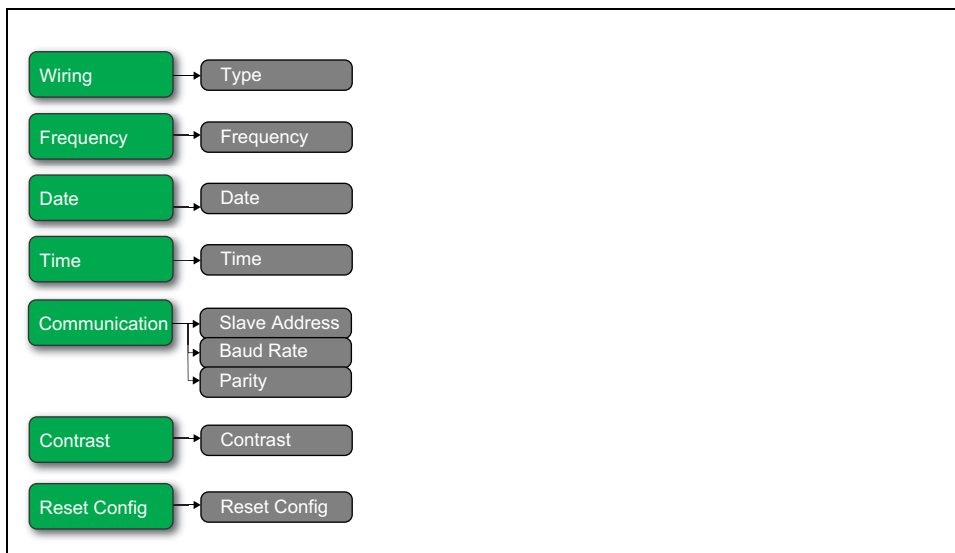 Wiring
Type
Frequency
Frequency
Date
Date
Time
Time
Communication
Slave Address
Baud Rate
Parity
Contrast
Contrast
Reset Config
Reset Config